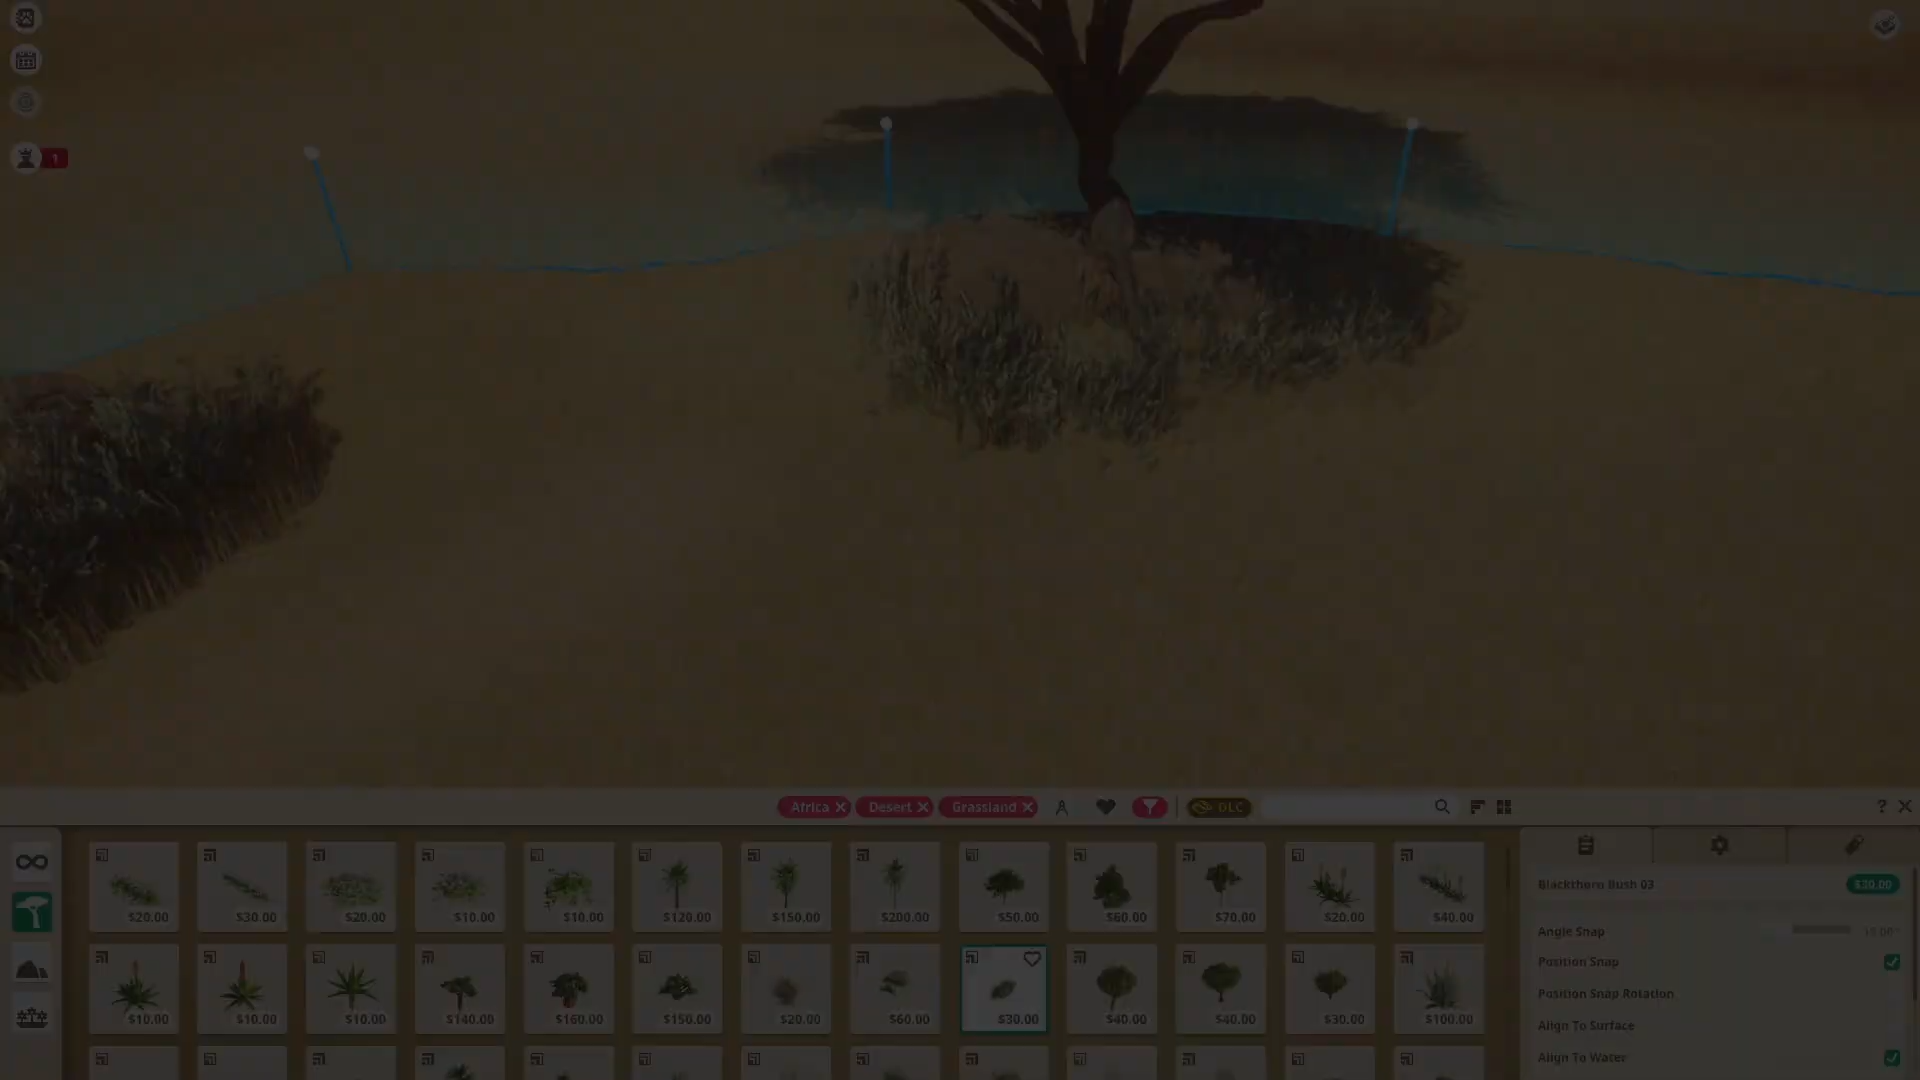 1
Africa
Desert
Grassland
DLC
?
$20.00 $30.00 $20.00 $10.00 $10.00 $120.00 $150.00 $200.00 $50.00 $60.00 $70.00 $20.00 $40.00
$10.00 $10.00 $10.00 $140.00 $160.00 $150.00 $20.00 $60.00 $30.00 $40.00 $40.00 $30.00 $100.00
Blackthorn Bush 03 $30.00
Angle Snap
Position Snap
Position Snap Rotation
Align To Surface
Align To Water